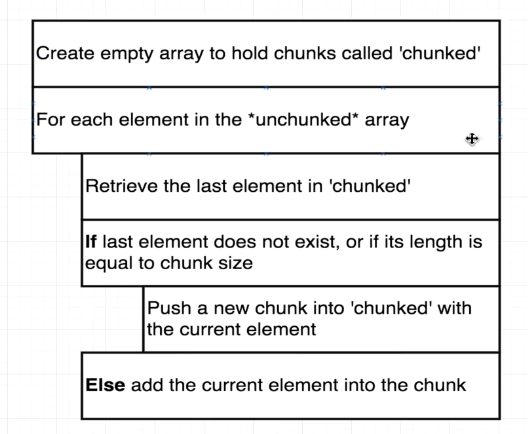 Create empty array to hold chunks called 'chunked'
For each element in the *unchunked* array
Retrieve the last element in 'chunked'
If last element does not exist, or if its length is
equal to chunk size
Push a new chunk into 'chunked' with
the current element
Else add the current element into the chunk